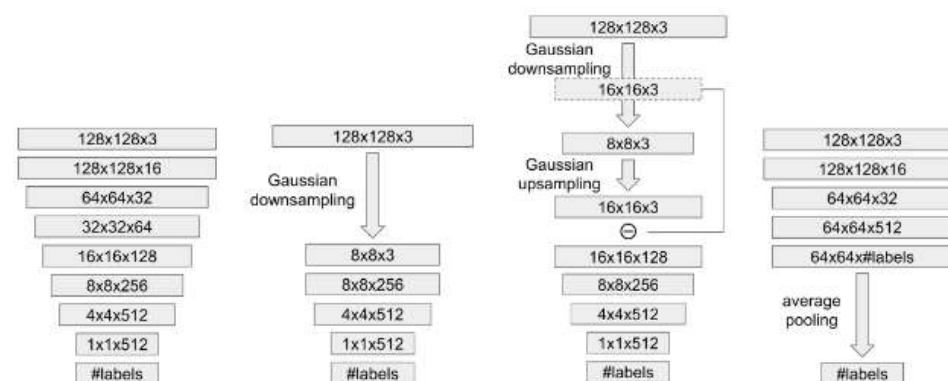 128x128x3
128x128x16
64x64x32
32x32x64
16x16x128
8x8x256
4x4x512
1x1x512
#labels
128x128x3
Gaussian
downsampling
8x8x3
8x8x256
4x4x512
1x1x512
#labels
128x128x3
Gaussian
downsampling
16x16x3
8x8x3
Gaussian
upsampling
16x16x3
16x16x128
8x8x256
4x4x512
1x1x512
#labels
128x128x3
128x128x16
64x64x32
64x64x512
64x64x#labels
average
pooling
#labels